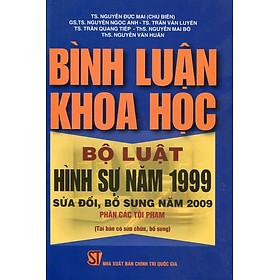 TS. NGUYỄN ĐỨC MAI (CHỦ BIÊN)
GS,TS. NGUYỄN NGỌC ANH - TS. TRẦN VĂN LUYỆN
TS. TRẦN QUANG TIỆP - ThS. NGUYỄN MAI BỘ
ThS. NGUYỄN VĂN HUẤN
BÌNH LUẬN
KHOA HỌC
BỘ LUẬT
HÌNH SỰ NĂM 1999
SỬA ĐỔI, BỔ SUNG NĂM 2009
PHẦN CÁC TỘI PHẠM
(Tái bản có sửa chữa, bổ sung)
ST
NHÀ XUẤT BẢN CHÍNH TRỊ QUỐC GIA